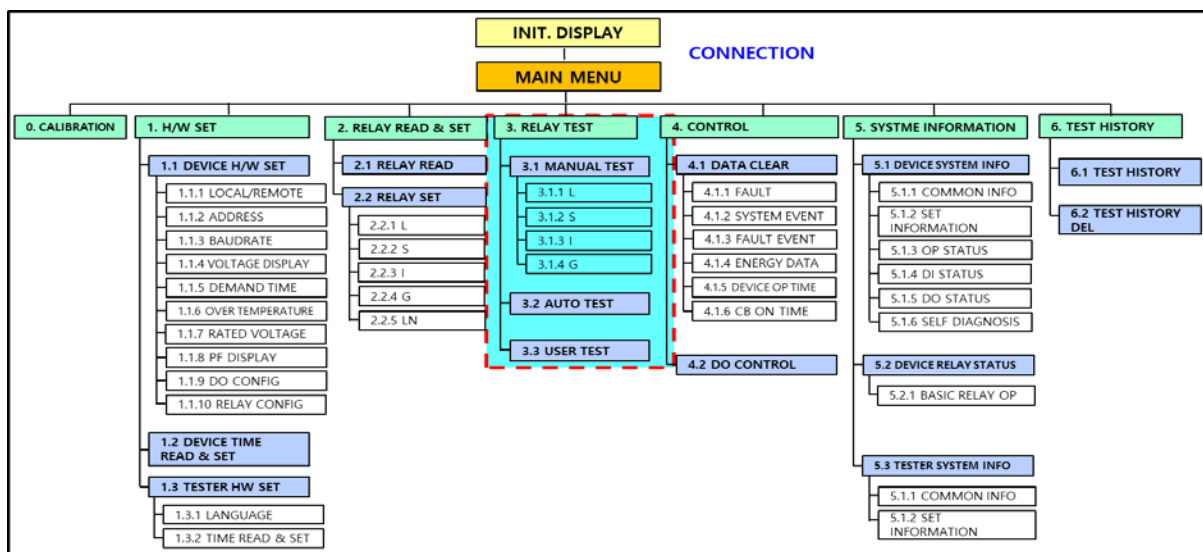 INIT. DISPLAY
CONNECTION
MAIN MENU
0. CALIBRATION
1. H/W SET
1.1 DEVICE H/W SET
1.1.1 LOCAL/REMOTE
1.1.2 ADDRESS
1.1.3 BAUDRATE
1.1.4 VOLTAGE DISPLAY
1.1.5 DEMAND TIME
1.1.6 OVER TEMPERATURE
1.1.7 RATED VOLTAGE
1.1.8 PF DISPLAY
1.1.9 DO CONFIG
1.1.10 RELAY CONFIG
1.2 DEVICE TIME
READ & SET
1.3 TESTER HW SET
1.3.1 LANGUAGE
1.3.2 TIME READ & SET
2. RELAY READ & SET
2.1 RELAY READ
2.2 RELAY SET
2.2.1 L
2.2.2 S
2.2.3 I
2.2.4 G
2.2.5 LN
3. RELAY TEST
3.1 MANUAL TEST
3.1.1 L
3.1.2 S
3.1.3 I
3.1.4 G
3.2 AUTO TEST
3.3 USER TEST
4. CONTROL
4.1 DATA CLEAR
4.1.1 FAULT
4.1.2 SYSTEM EVENT
4.1.3 FAULT EVENT
4.1.4 ENERGY DATA
4.1.5 DEVICE OP TIME
4.1.6 CB ON TIME
4.2 DO CONTROL
5. SYSTME INFORMATION
5.1 DEVICE SYSTEM INFO
5.1.1 COMMON INFO
5.1.2 SET
INFORMATION
5.1.3 OP STATUS
5.1.4 DI STATUS
5.1.5 DO STATUS
5.1.6 SELF DIAGNOSIS
5.2 DEVICE RELAY STATUS
5.2.1 BASIC RELAY OP
5.3 TESTER SYSTEM INFO
5.1.1 COMMON INFO
5.1.2 SET
INFORMATION
6. TEST HISTORY
6.1 TEST HISTORY
6.2 TEST HISTORY
DEL